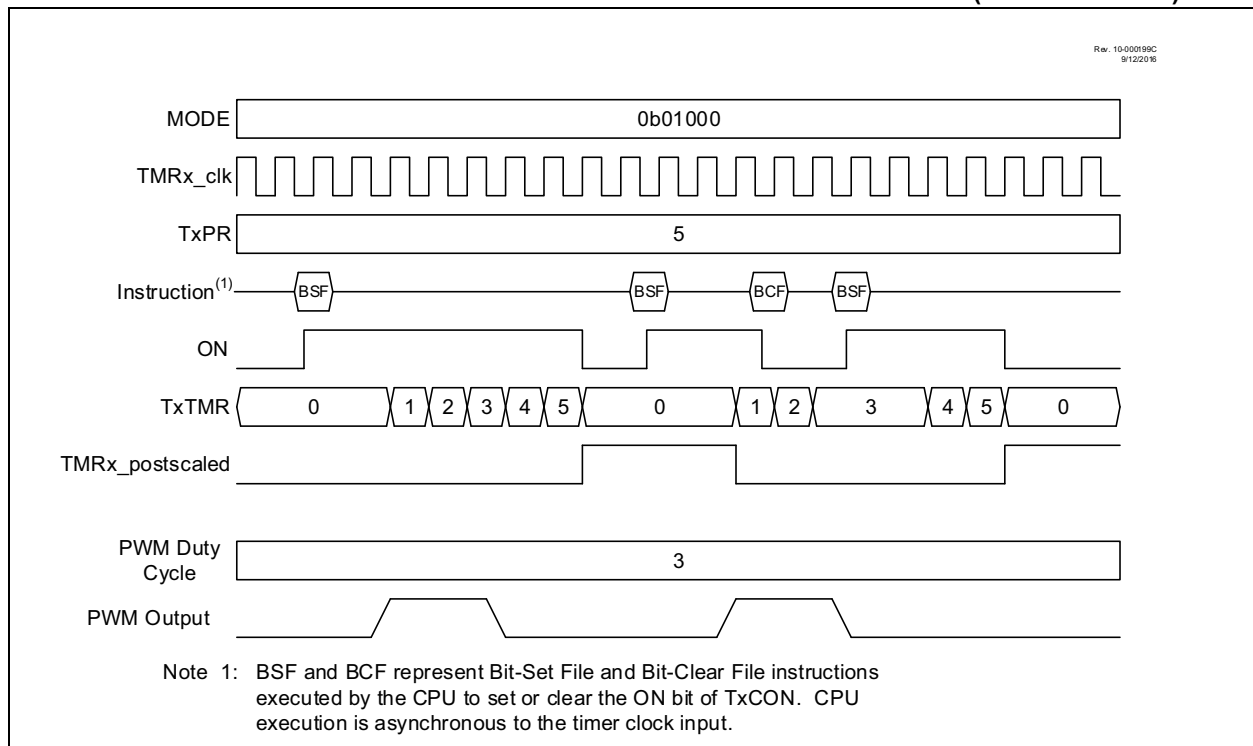 Rev. 10-000199C
9/12/2016
MODE 0b01000
TMRx_clk
TxPR 5
Instruction(1) BSF BSF BCF BSF
ON
TxTMR 0 1 2 3 4 5 0 1 2 3 4 5 0
TMRx_postscaled
PWM Duty
Cycle 3
PWM Output
Note 1: BSF and BCF represent Bit-Set File and Bit-Clear File instructions
executed by the CPU to set or clear the ON bit of TxCON. CPU
execution is asynchronous to the timer clock input.